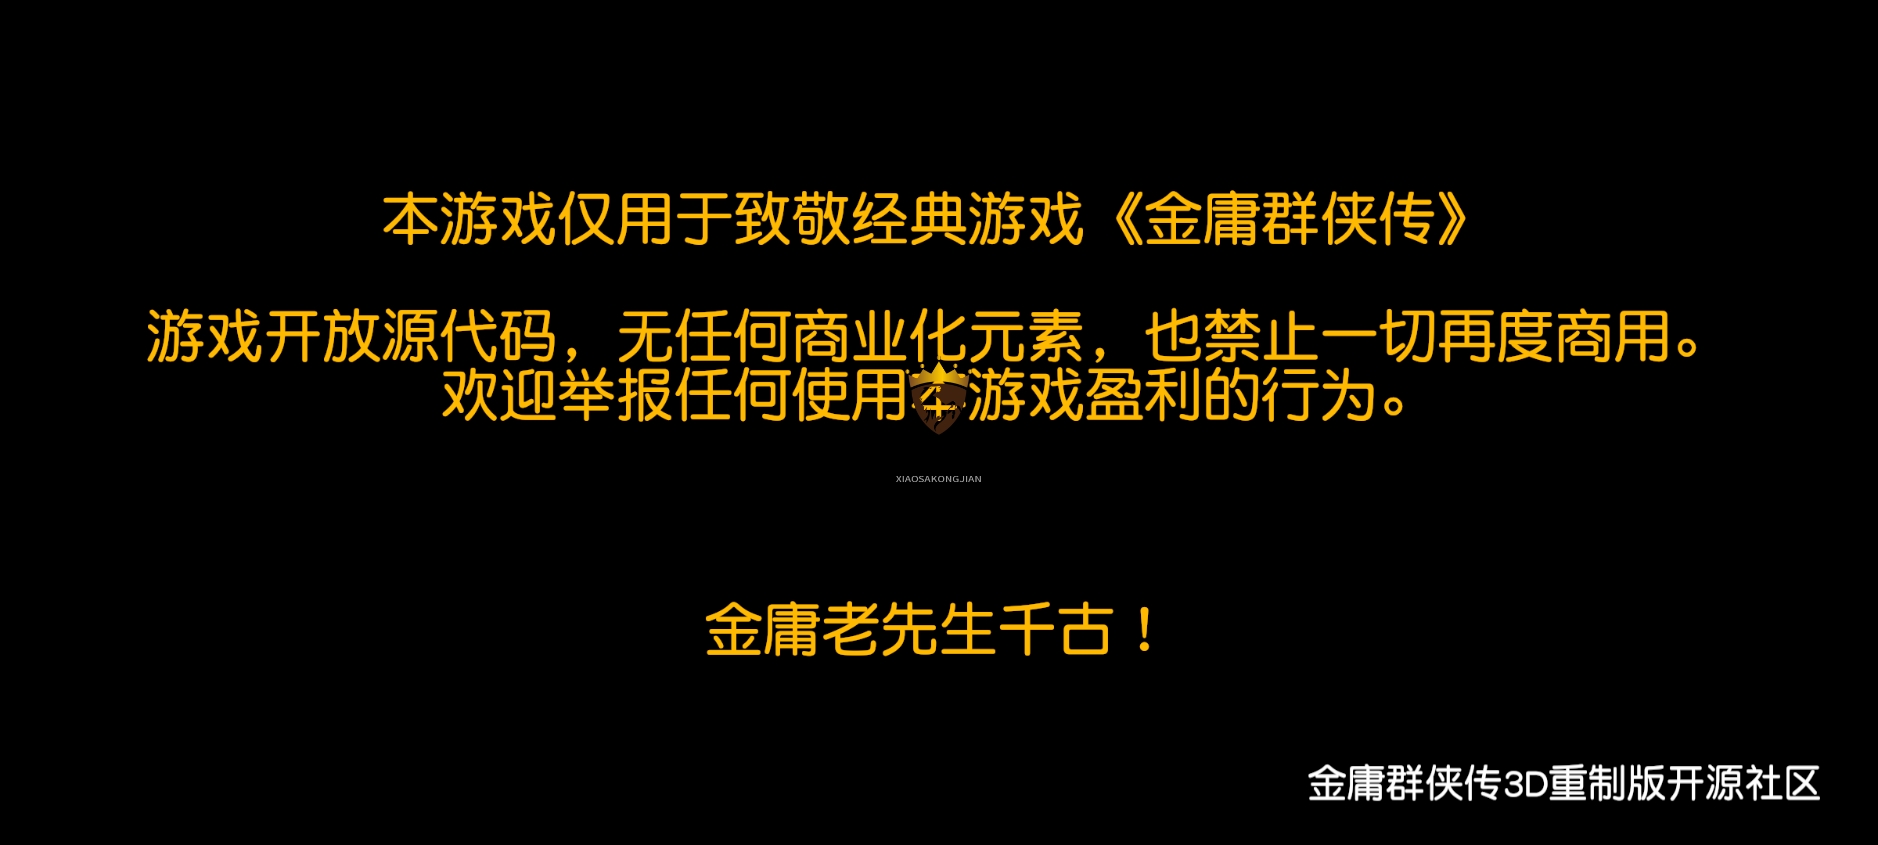 本游戏仅用于致敬经典游戏《金庸群侠传》
游戏开放源代码，无任何商业化元素，也禁止一切再度商用。
欢迎举报任何使用本游戏盈利的行为。
XIAOSAKONGJIAN
金庸老先生千古！
金庸群侠传3D重制版开源社区